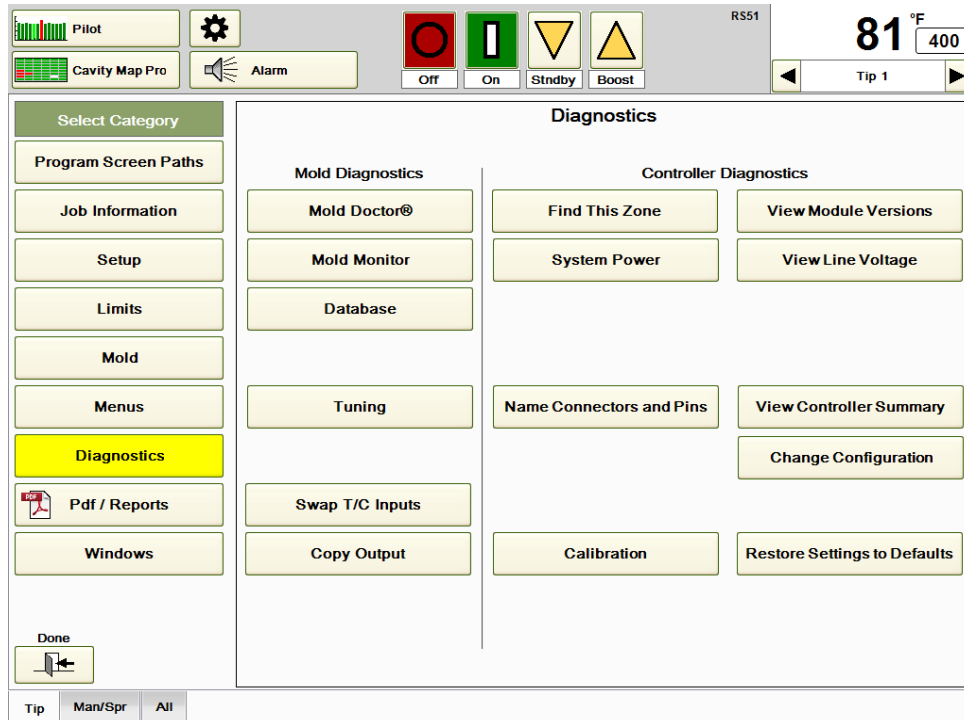 Pilot
RS51
81 °F 400
Cavity Map Pro
Alarm
Off On Stndby Boost
Tip 1
Select Category
Program Screen Paths
Job Information
Setup
Limits
Mold
Menus
Diagnostics
PDF
Pdf / Reports
Windows
Done
Diagnostics
Mold Diagnostics
Mold Doctor®
Mold Monitor
Database
Tuning
Swap T/C Inputs
Copy Output
Controller Diagnostics
Find This Zone
View Module Versions
System Power
View Line Voltage
Name Connectors and Pins
View Controller Summary
Change Configuration
Calibration
Restore Settings to Defaults
Tip Man/Spr All